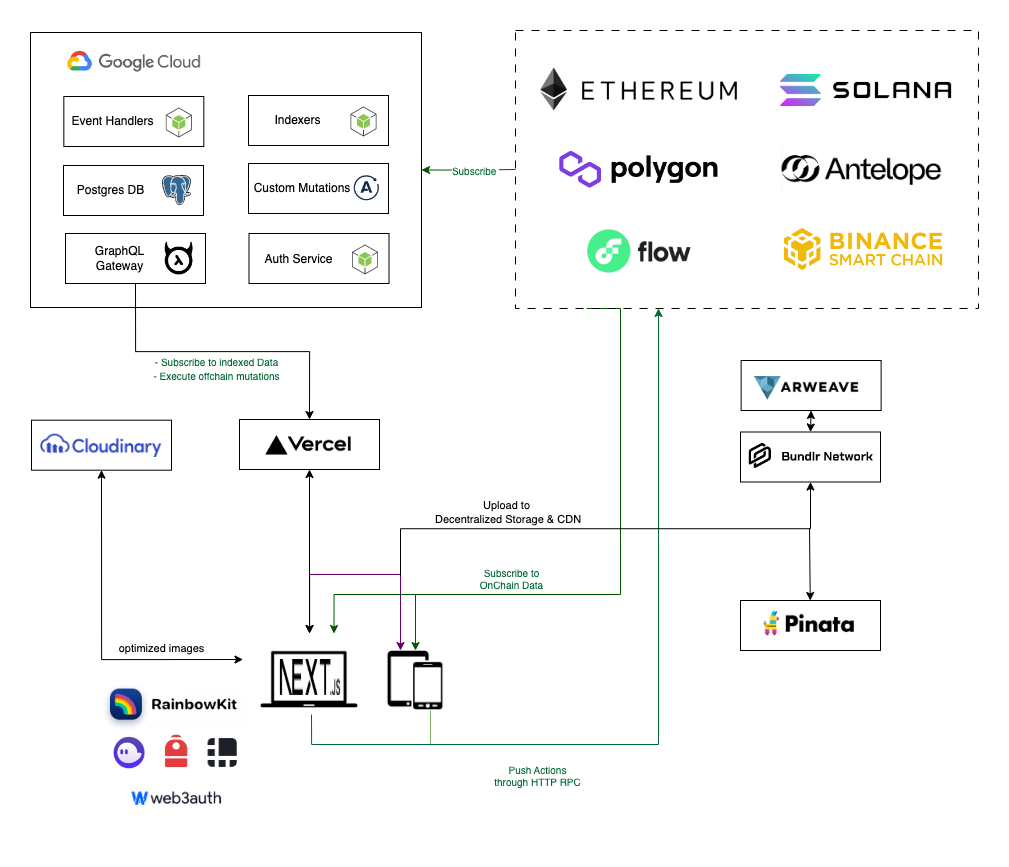 Google Cloud
Event Handlers
Indexers
Postgres DB
Custom Mutations
GraphQL
Gateway
Auth Service
Subscribe
ETHEREUM
SOLANA
polygon
Antelope
flow
BINANCE
SMART CHAIN
- Subscribe to indexed Data
- Execute offchain mutations
Cloudinary
Vercel
ARWEAVE
Bundlr Network
Upload to
Decentralized Storage & CDN
Subscribe to
OnChain Data
Pinata
optimized images
NEXT.JS
RainbowKit
web3auth
Push Actions
through HTTP RPC